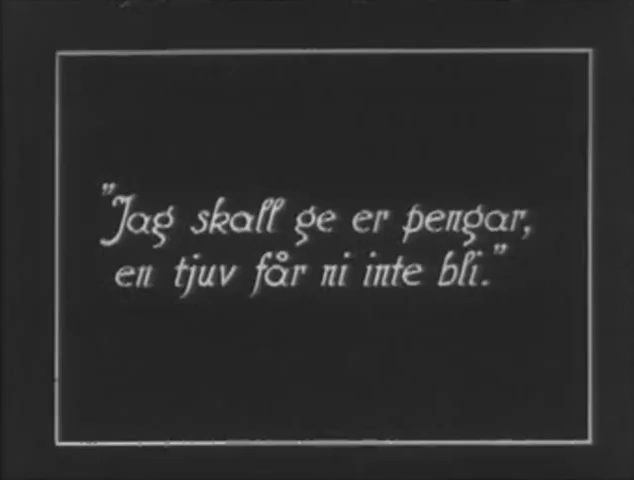 "Jag skall ge er pengar,
en tjuv får ni inte bli."